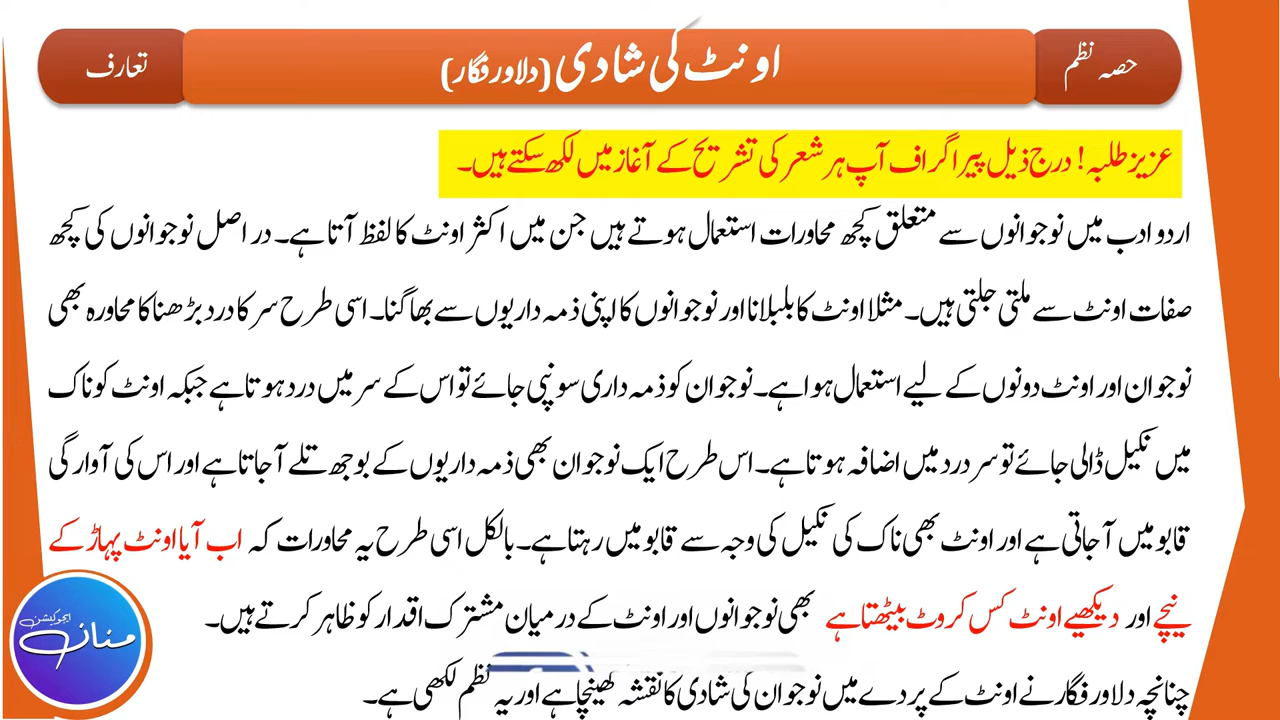 حصہ نظم
اونٹ کی شادی (دلاور فگار)
تعارف
عزیز طلبہ! درج ذیل پیراگراف آپ ہر شعر کی تشریح کے آغاز میں لکھ سکتے ہیں۔
اردو ادب میں نوجوانوں سے متعلق کچھ محاورات استعمال ہوتے ہیں جن میں اکثر اونٹ کا لفظ آتا ہے۔ در اصل نوجوانوں کی کچھ
صفات اونٹ سے ملتی جلتی ہیں۔ مثلا اونٹ کا بلبلانا اور نوجوانوں کا اپنی ذمہ داریوں سے بھاگنا۔ اسی طرح سر کا درد بڑھنا کا محاورہ بھی
نوجوان اور اونٹ دونوں کے لیے استعمال ہوا ہے۔ نوجوان کو ذمہ داری سونپی جائے تو اس کے سر میں درد ہوتا ہے جبکہ اونٹ کو ناک
میں نکیل ڈالی جائے تو سر درد میں اضافہ ہوتا ہے۔ اس طرح ایک نوجوان بھی ذمہ داریوں کے بوجھ تلے آ جاتا ہے اور اس کی آوارگی
قابو میں آ جاتی ہے اور اونٹ بھی ناک کی نکیل کی وجہ سے قابو میں رہتا ہے۔ بالکل اسی طرح یہ محاورات کہ اب آیا اونٹ پہاڑ کے
نیچے اور دیکھیے اونٹ کس کروٹ بیٹھتا ہے بھی نوجوانوں اور اونٹ کے درمیان مشترک اقدار کو ظاہر کرتے ہیں۔
چنانچہ دلاور فگار نے اونٹ کے پردے میں نوجوان کی شادی کا نقشہ کھینچا ہے اور یہ نظم لکھی ہے۔
ایجوکیشن
منان